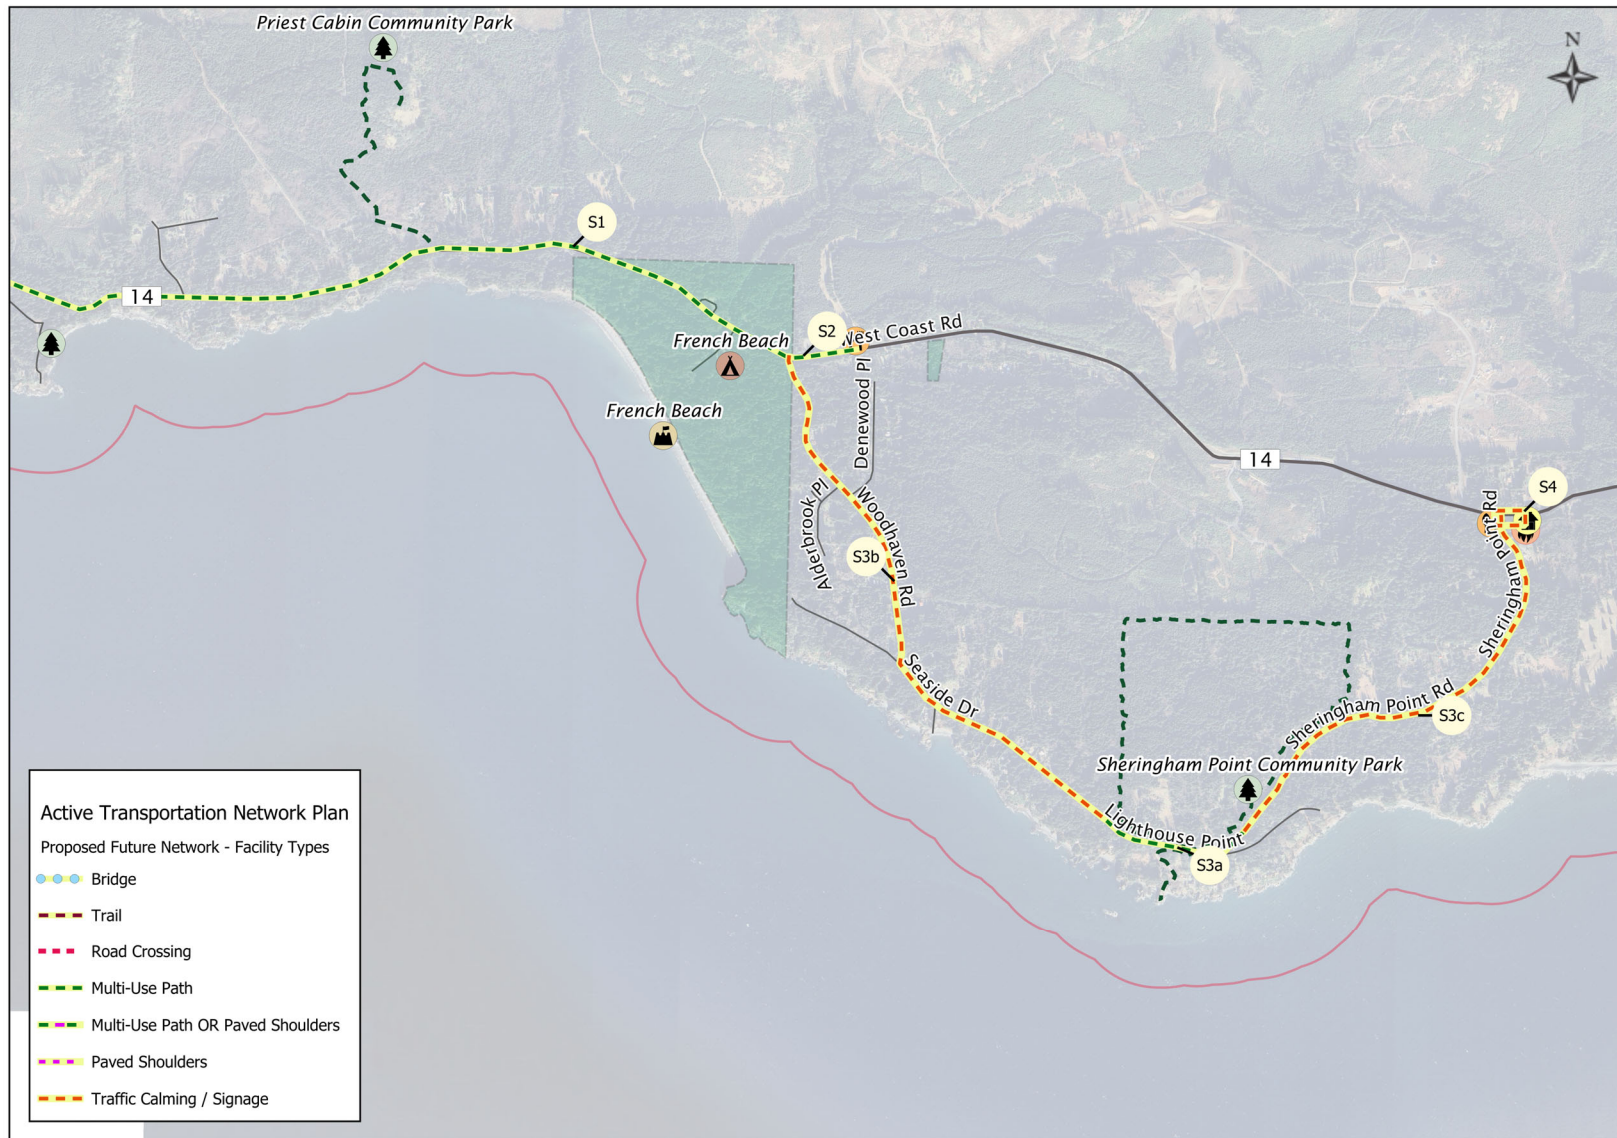 Priest Cabin Community Park
N
S1
14
S2
West Coast Rd
French Beach
Denewood Pl
French Beach
14
S4
Alderbrook Pl
Woodhaven Rd
S3b
Sheringham Point Rd
Seaside Dr
Sheringham Point Rd
S3c
Sheringham Point Community Park
Lighthouse Point
S3a
Active Transportation Network Plan
Proposed Future Network - Facility Types
Bridge
Trail
Road Crossing
Multi-Use Path
Multi-Use Path OR Paved Shoulders
Paved Shoulders
Traffic Calming / Signage